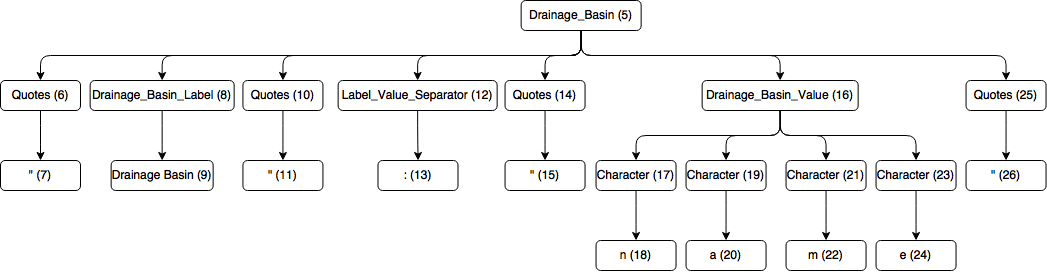 Drainage_Basin (5)
Quotes (6)
Drainage_Basin_Label (8)
Quotes (10)
Label_Value_Separator (12)
Quotes (14)
Drainage_Basin_Value (16)
Quotes (25)
" (7)
Drainage Basin (9)
" (11)
: (13)
" (15)
Character (17)
Character (19)
Character (21)
Character (23)
" (26)
n (18)
a (20)
m (22)
e (24)